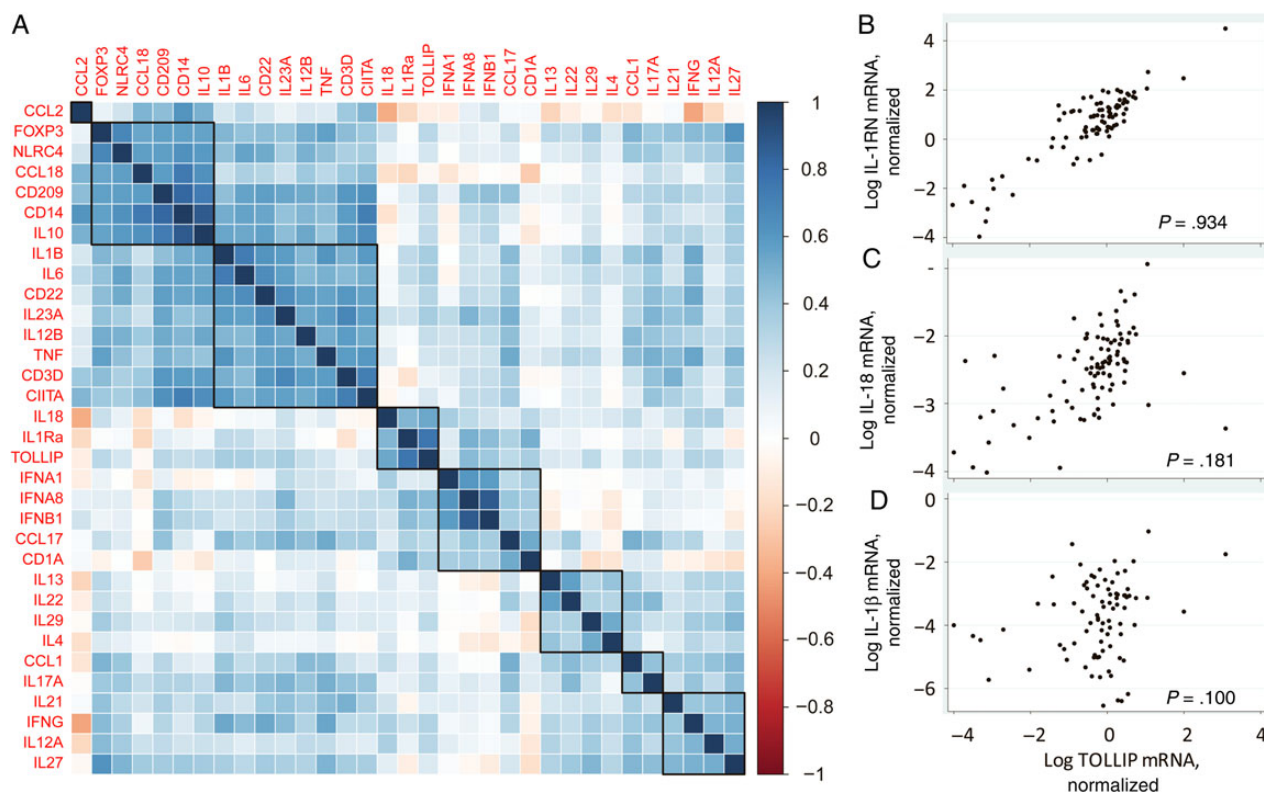 A
CCL2
FOXP3
NLRC4
CCL18
CD209
CD14
IL10
IL1B
IL6
CD22
IL23A
IL12B
TNF
CD3D
CIITA
IL18
IL1Ra
TOLLIP
IFNA1
IFNA8
IFNB1
CCL17
CD1A
IL13
IL22
IL29
IL4
CCL1
IL17A
IL21
IFNG
IL12A
IL27
CCL2
FOXP3
NLRC4
CCL18
CD209
CD14
IL10
IL1B
IL6
CD22
IL23A
IL12B
TNF
CD3D
CIITA
IL18
IL1Ra
TOLLIP
IFNA1
IFNA8
IFNB1
CCL17
CD1A
IL13
IL22
IL29
IL4
CCL1
IL17A
IL21
IFNG
IL12A
IL27
1
0.8
0.6
0.4
0.2
0
−0.2
−0.4
−0.6
−0.8
−1
B
Log IL-1RN mRNA,
normalized
4
2
0
−2
−4
P = .934
C
Log IL-18 mRNA,
normalized
-
−2
−3
−4
P = .181
D
Log IL-1β mRNA,
normalized
0
−2
−4
−6
P = .100
−4
−2
0
2
4
Log TOLLIP mRNA,
normalized